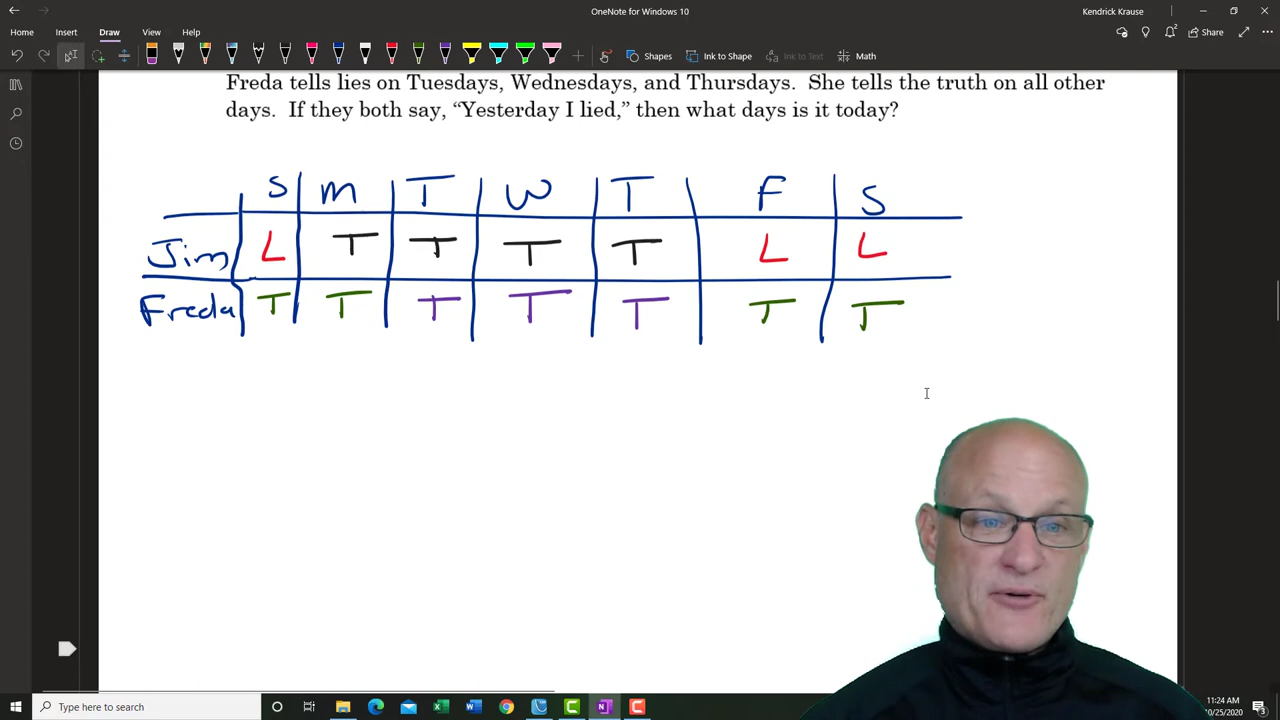 OneNote for Windows 10
Kendrick Krause
Home Insert Draw View Help
Share
Shapes Ink to Shape Ink to Text Math
Freda tells lies on Tuesdays, Wednesdays, and Thursdays. She tells the truth on all other
days. If they both say, “Yesterday I lied,” then what days is it today?
S M T W T F S
Jim L T T T T L L
Freda T T T T T T T
Type here to search
11:24 AM
10/25/2020